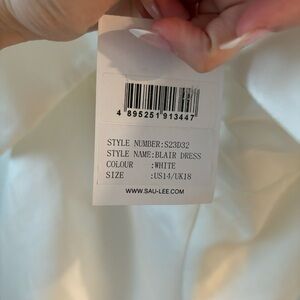 4 895251 913447
STYLE NUMBER:S23D32
STYLE NAME:BLAIR DRESS
COLOUR :WHITE
SIZE :US14/UK18
WWW.SAU-LEE.COM